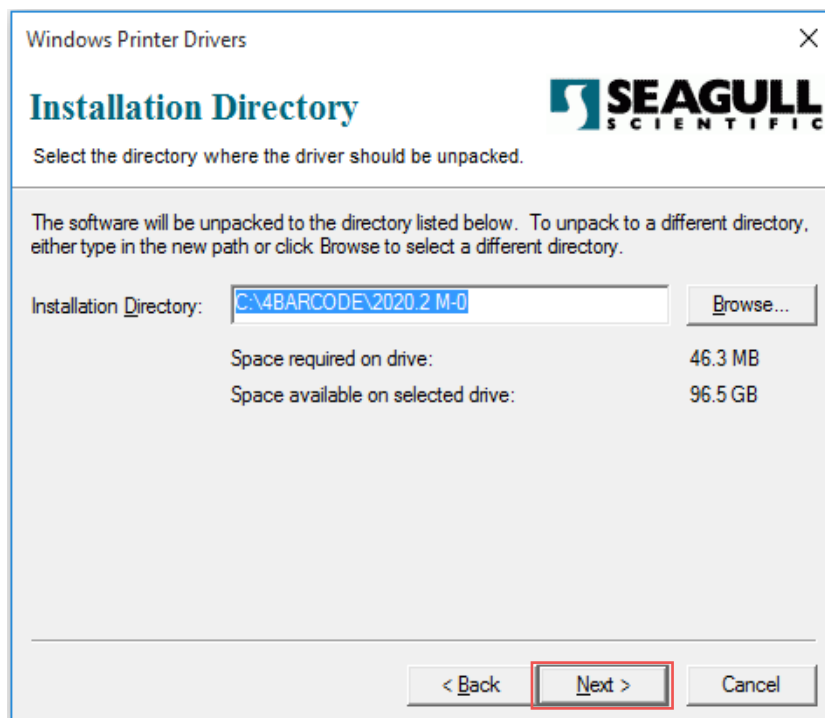 Windows Printer Drivers
Installation Directory
SEAGULL
SCIENTIFIC
Select the directory where the driver should be unpacked.
The software will be unpacked to the directory listed below. To unpack to a different directory,
either type in the new path or click Browse to select a different directory.
Installation Directory: C:\4BARCODE\2020.2 M-0 Browse...
Space required on drive: 46.3 MB
Space available on selected drive: 96.5 GB
< Back Next > Cancel